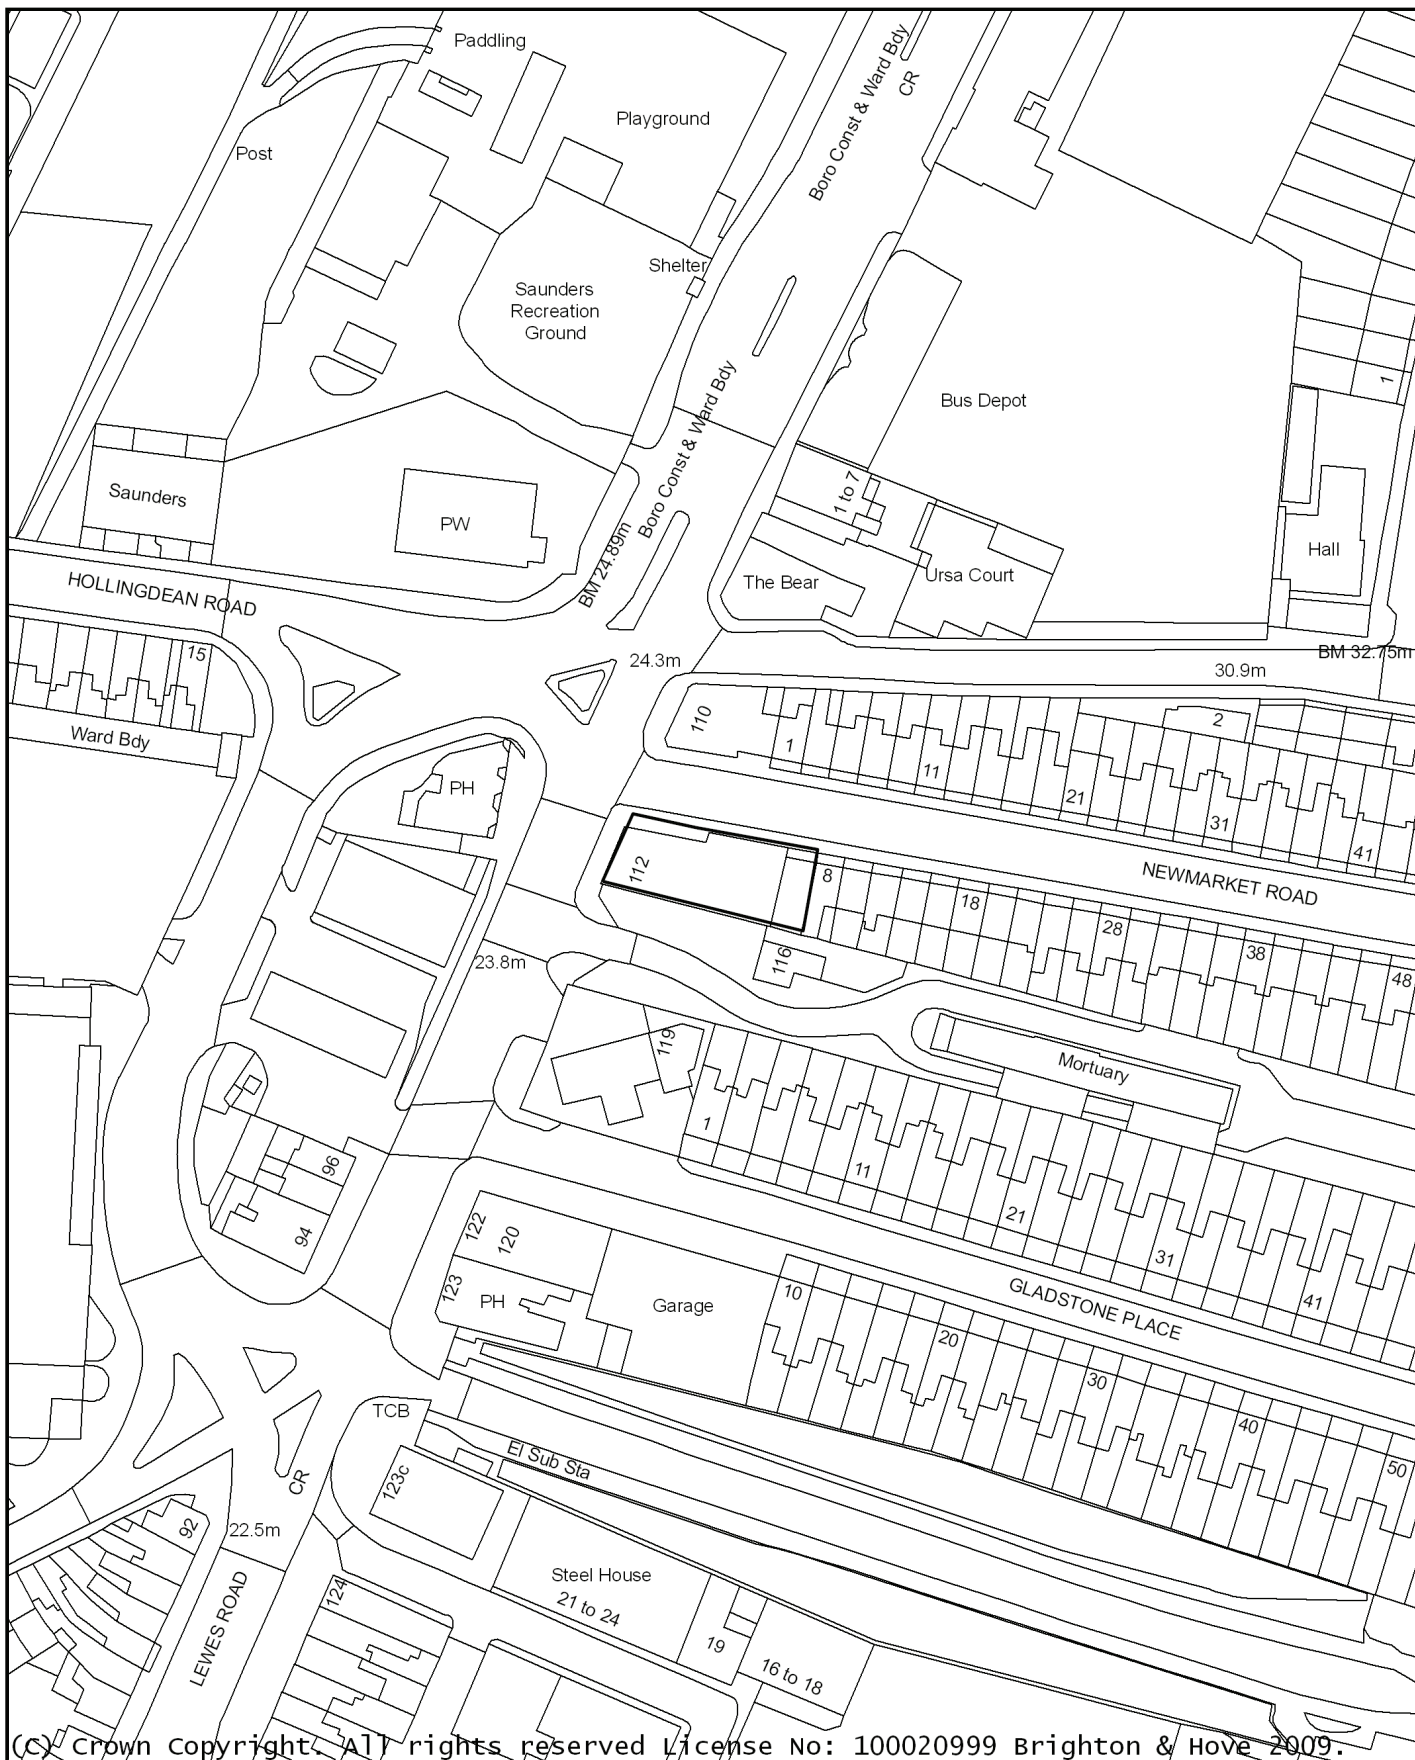 Paddling
Boro Const & Ward Bdy
CR
Playground
Post
Shelter
Saunders
Recreation
Ground
1
Boro Const & Ward Bdy
Bus Depot
Saunders
1 to 7
PW
BM 24.89m
Hall
The Bear
Ursa Court
HOLLINGDEAN ROAD
15
24.3m
BM 32.75m
30.9m
110
2
Ward Bdy
1
11
PH
21
31
41
112
8
NEWMARKET ROAD
18
28
38
48
23.8m
116
119
Mortuary
1
11
96
21
94
122
120
31
123
PH
Garage
10
GLADSTONE PLACE
41
20
30
40
TCB
El Sub Sta
50
CR
123c
92
22.5m
Steel House
21 to 24
124
LEWES ROAD
19
16 to 18
(C) Crown Copyright. All rights reserved License No: 100020999 Brighton & Hove 2009.